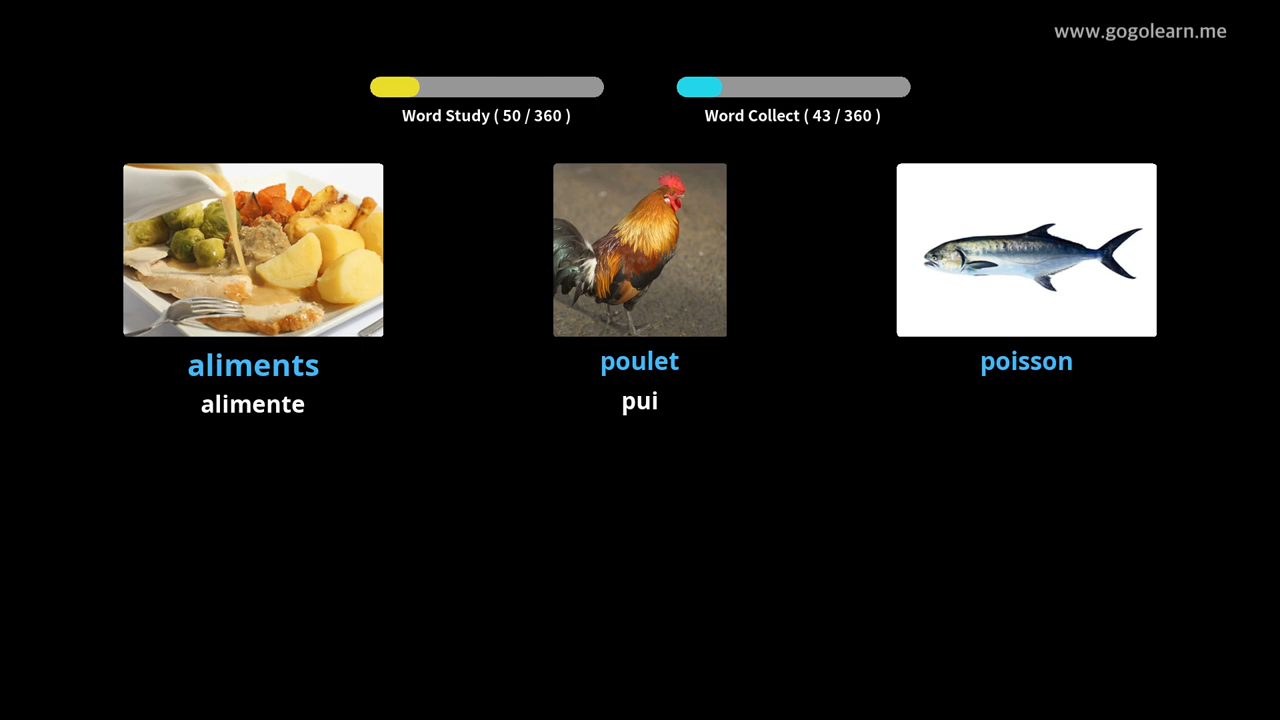 www.gogolearn.me
Word Study ( 50 / 360 )
Word Collect ( 43 / 360 )
aliments
alimente
poulet
pui
poisson